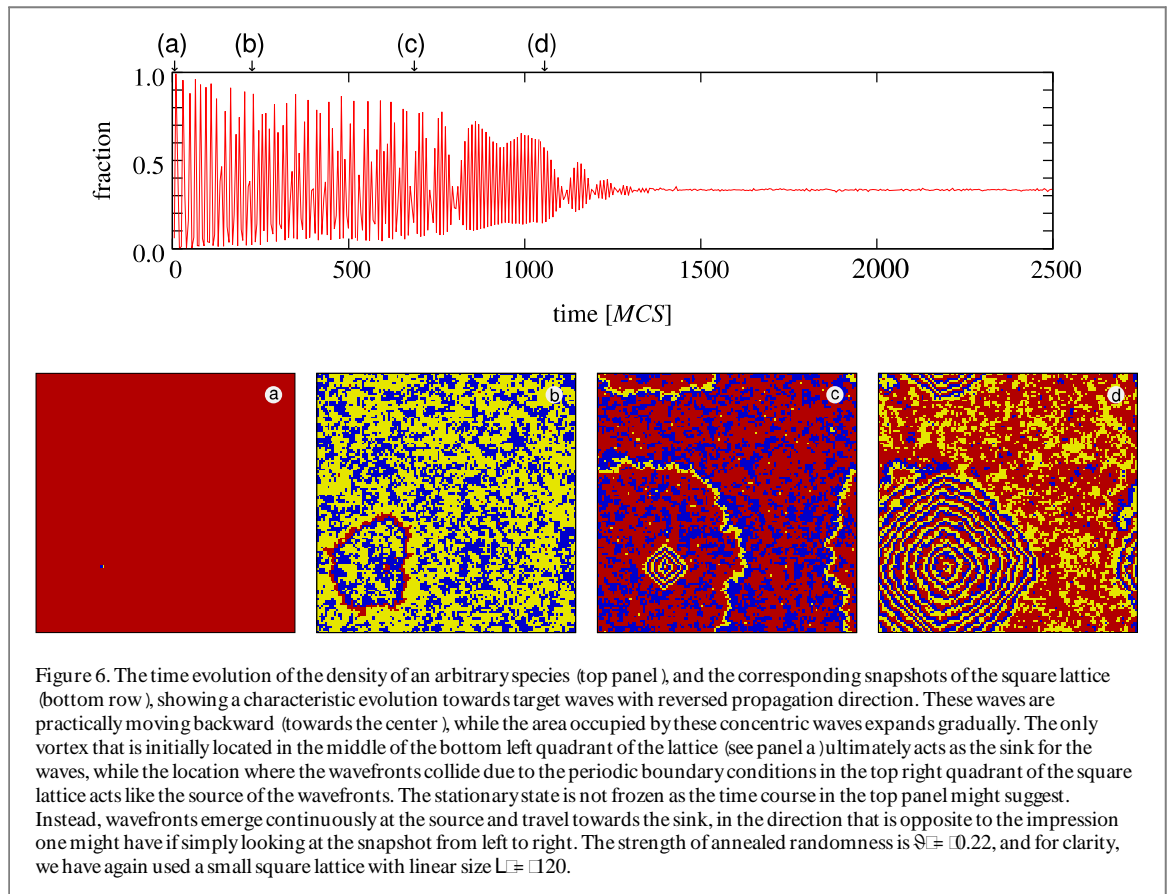 (a) (b) (c) (d)
1.0
0.5
0.0
fraction
0 500 1000 1500 2000 2500
time [MCS]
a b c d
Figure 6. The time evolution of the density of an arbitrary species (top panel), and the corresponding snapshots of the square lattice
(bottom row), showing a characteristic evolution towards target waves with reversed propagation direction. These waves are
practically moving backward (towards the center), while the area occupied by these concentric waves expands gradually. The only
vortex that is initially located in the middle of the bottom left quadrant of the lattice (see panel a) ultimately acts as the sink for the
waves, while the location where the wavefronts collide due to the periodic boundary conditions in the top right quadrant of the square
lattice acts like the source of the wavefronts. The stationary state is not frozen as the time course in the top panel might suggest.
Instead, wavefronts emerge continuously at the source and travel towards the sink, in the direction that is opposite to the impression
one might have if simply looking at the snapshot from left to right. The strength of annealed randomness is ϑ = 0.22, and for clarity,
we have again used a small square lattice with linear size L = 120.